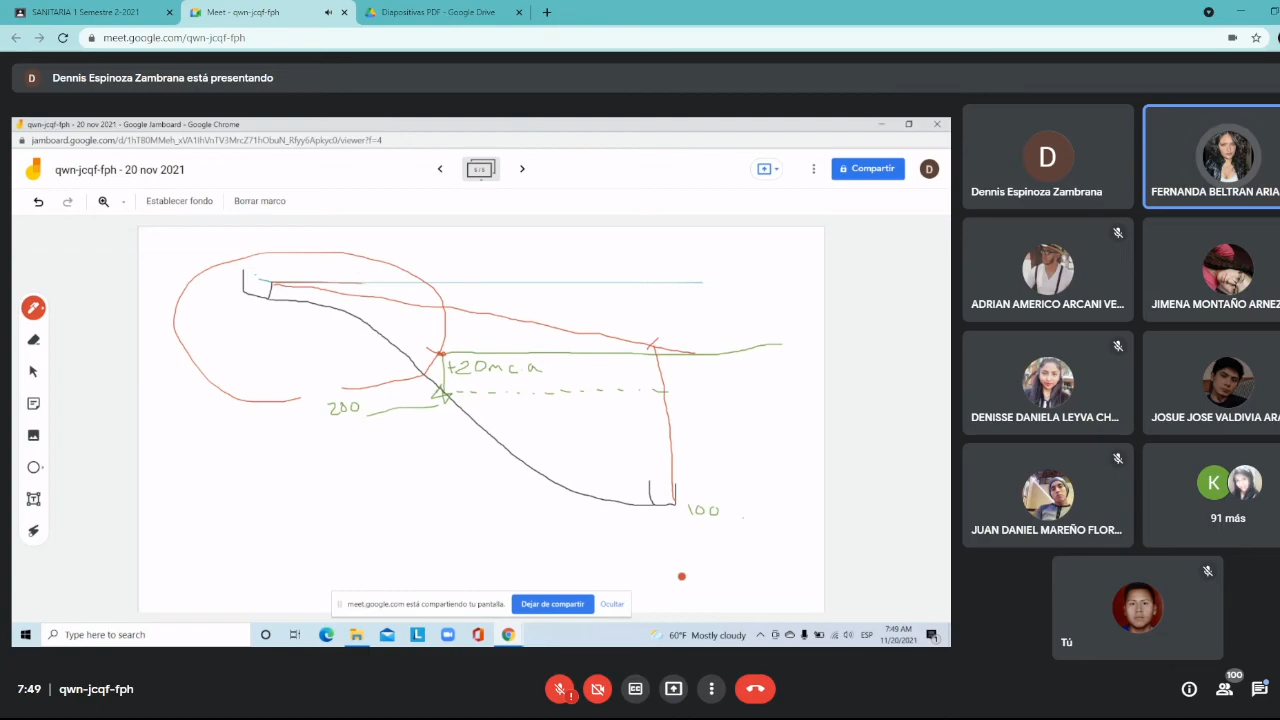 SANITARIA 1 Semestre 2-2021
Meet - qwn-jcqf-fph
Diapositivas PDF - Google Drive
meet.google.com/qwn-jcqf-fph
D Dennis Espinoza Zambrana está presentando
qwn-jcqf-fph - 20 nov 2021 - Google Jamboard - Google Chrome
qwn-jcqf-fph - 20 nov 2021
5/5
Compartir
D
Establecer fondo
Borrar marco
+20 m c.a
200
100
meet.google.com está compartiendo tu pantalla.
Dejar de compartir
Ocultar
Type here to search
60°F Mostly cloudy
ESP
7:49 AM
11/20/2021
D
Dennis Espinoza Zambrana
FERNANDA BELTRAN ARIA
ADRIAN AMERICO ARCANI VE...
JIMENA MONTAÑO ARNEZ
DENISSE DANIELA LEYVA CH...
JOSUE JOSE VALDIVIA ARA
JUAN DANIEL MAREÑO FLOR...
K
91 más
Tú
7:49 | qwn-jcqf-fph
100